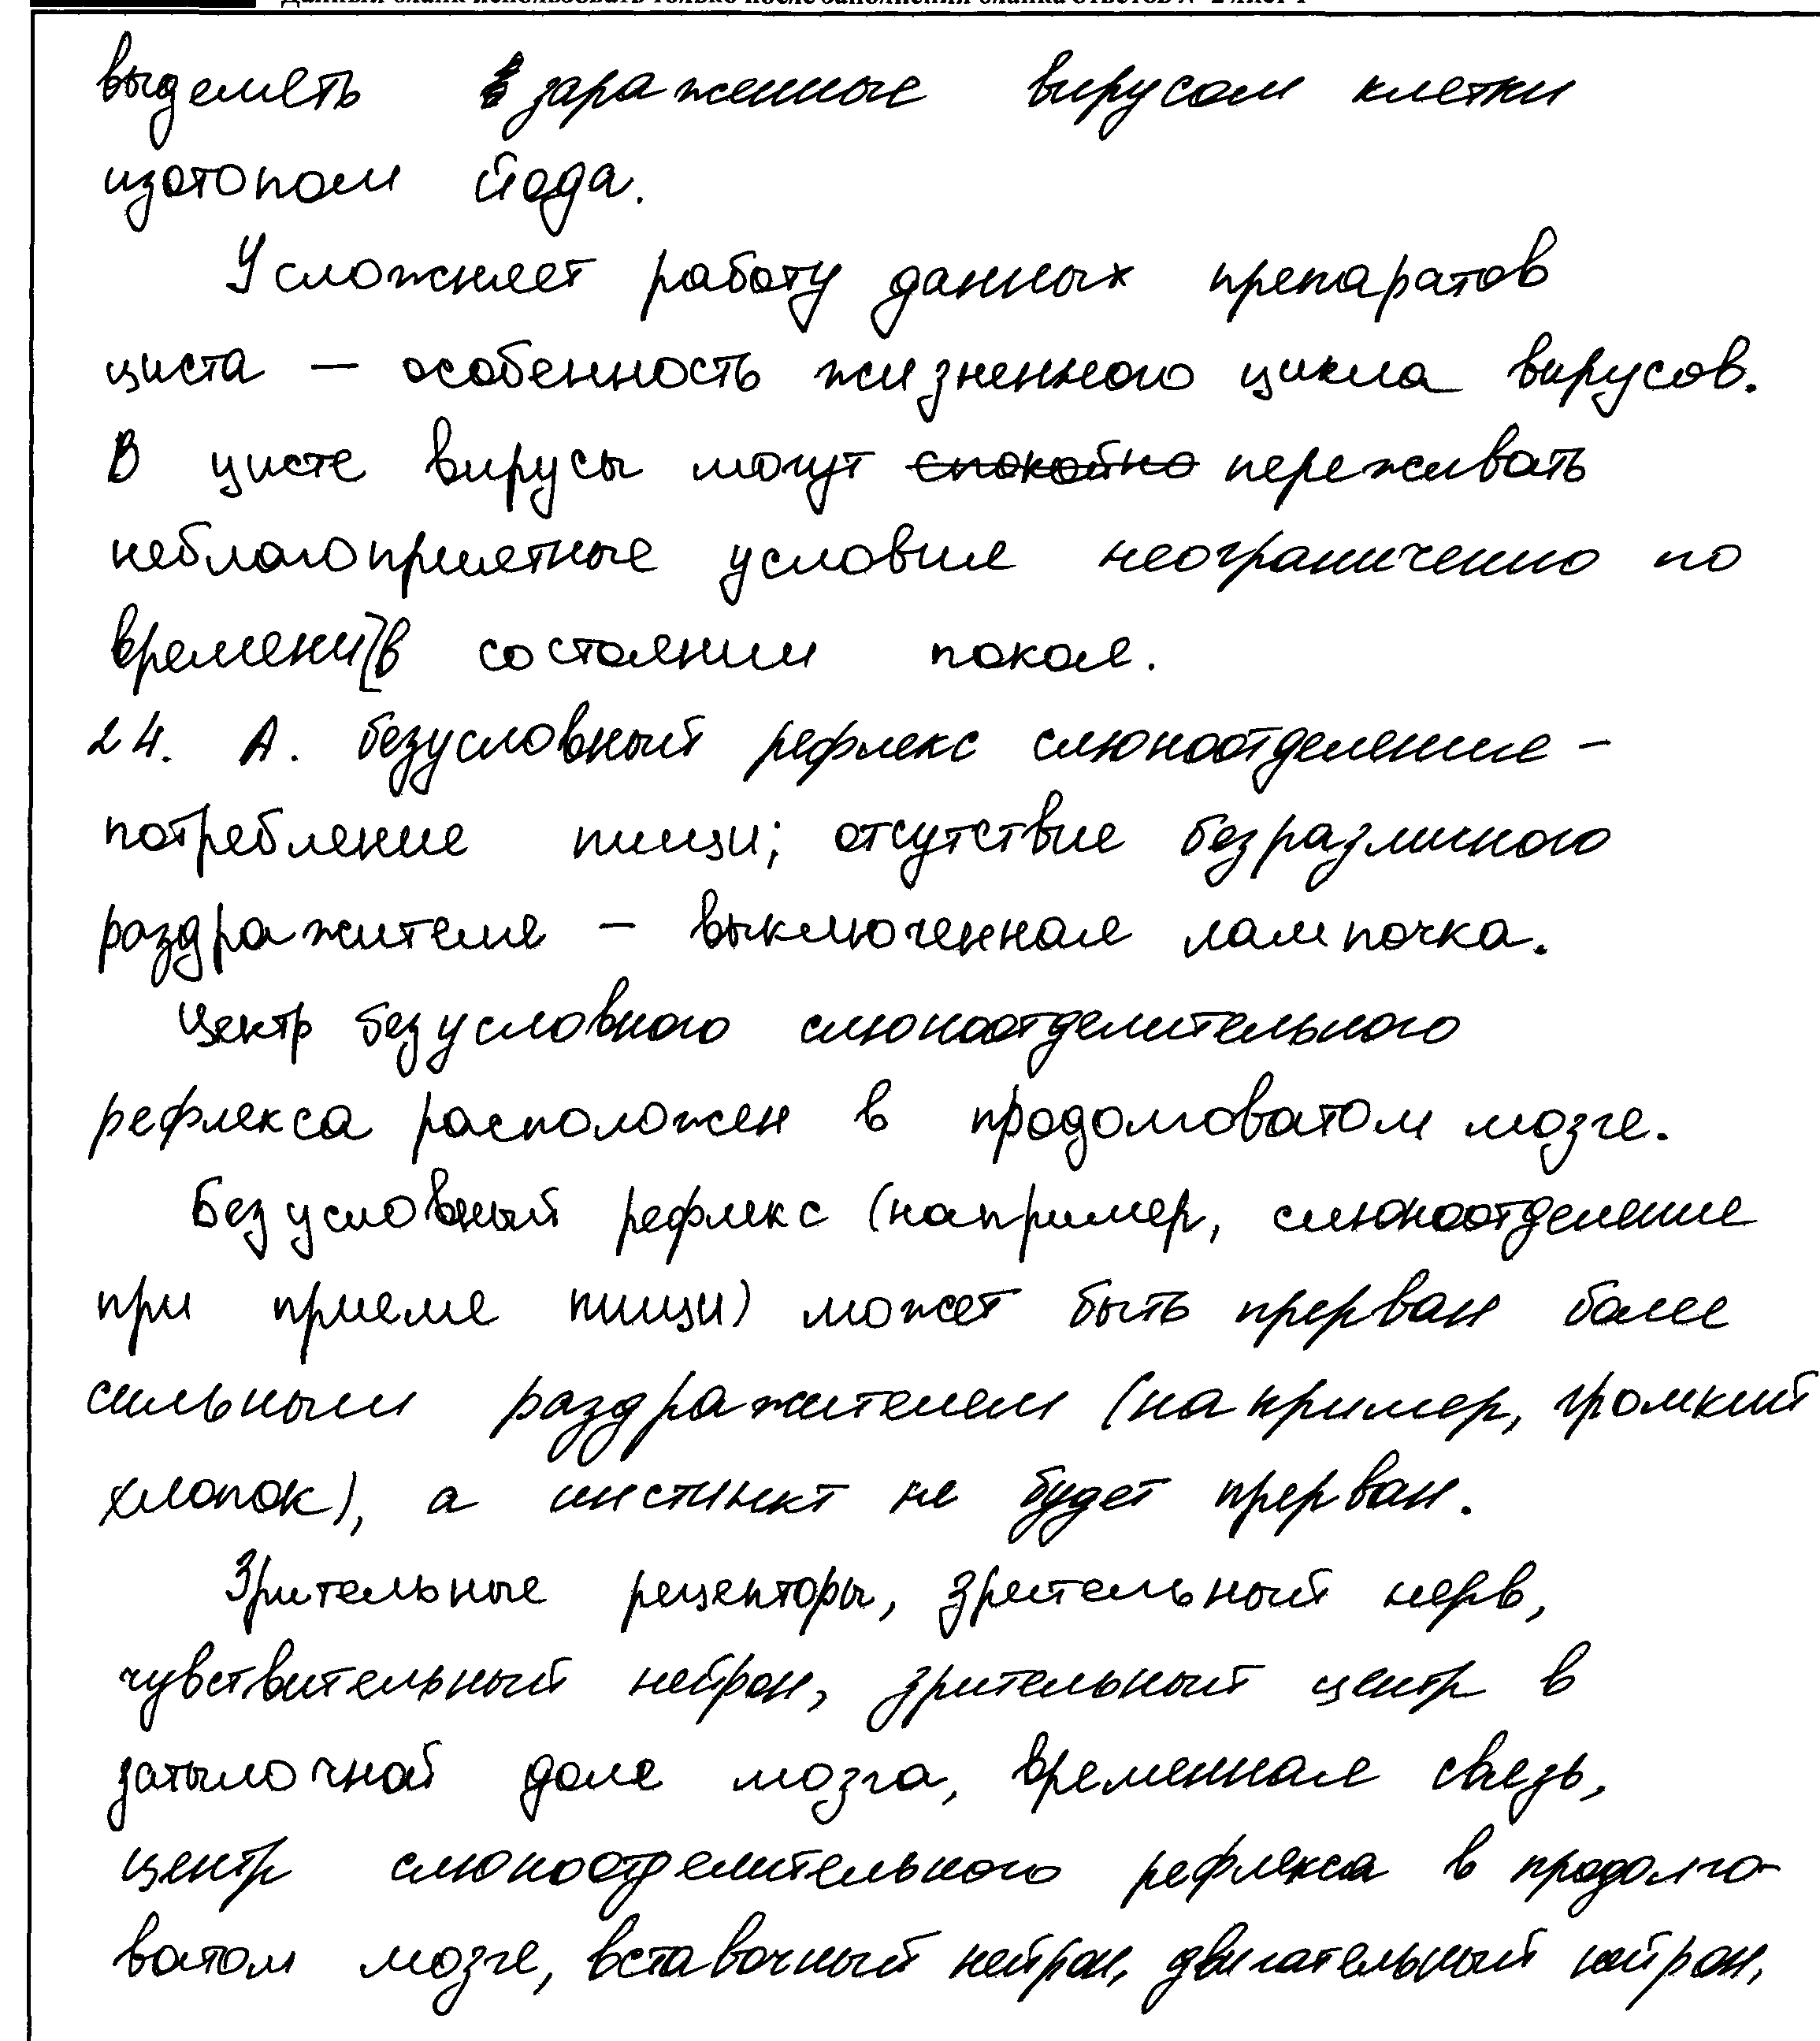 выделять зараженные вирусом клетки
изотопом йода.
Усложняет работу данных препаратов
циста — особенность жизненного цикла вирусов.
В цисте вирусы могут спокойно переживать
неблагоприятные условия неограниченно по
времени в состоянии покоя.
24. А. безусловный рефлекс слюноотделение –
потребление пищи; отсутствие безразличного
раздражителя – выключенная лампочка.
Центр безусловного слюноотделительного
рефлекса расположен в продолговатом мозге.
Безусловный рефлекс (например, слюноотделение
при приеме пищи) может быть прерван более
сильным раздражителем (например, громкий
хлопок), а инстинкт не будет прерван.
Зрительные рецепторы, зрительный нерв,
чувствительный нейрон, зрительный центр в
затылочной доле мозга, временная связь,
центр слюноотделительного рефлекса в продолго-
ватом мозге, вставочный нейрон, двигательный нейрон,